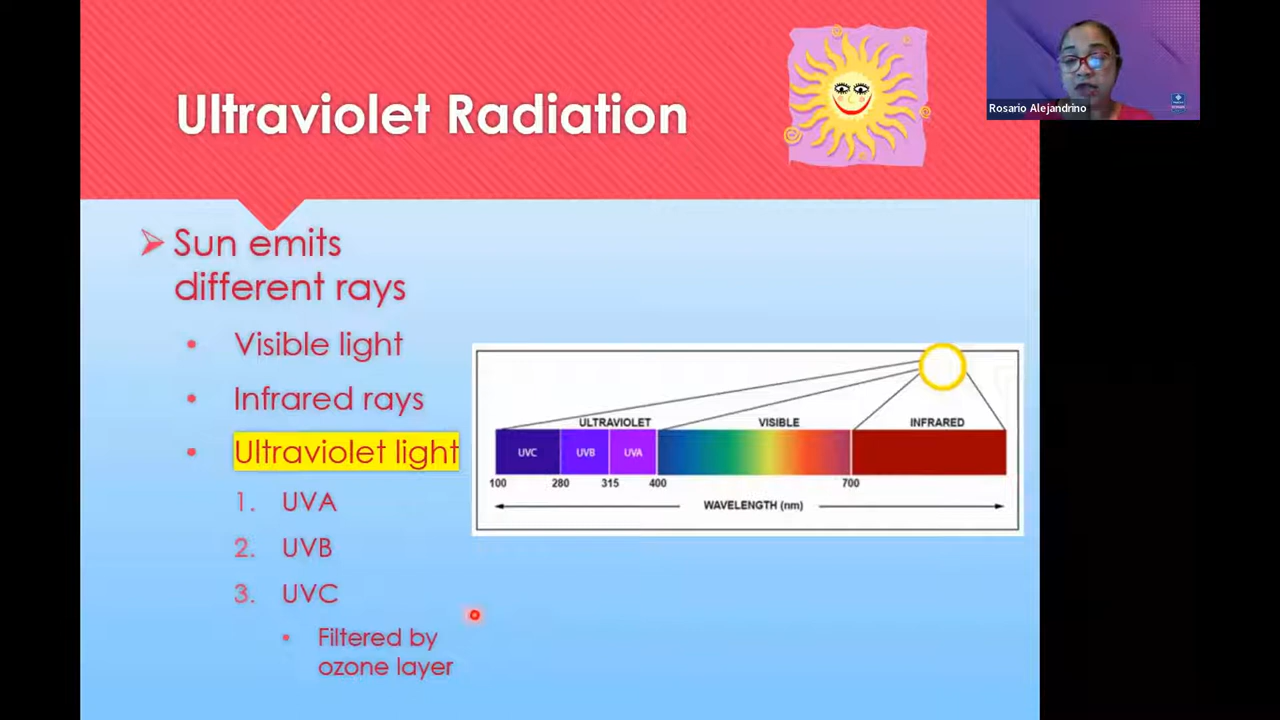 Ultraviolet Radiation
Rosario Alejandrino
Sun emits
different rays
Visible light
Infrared rays
Ultraviolet light
1. UVA
2. UVB
3. UVC
Filtered by
ozone layer
ULTRAVIOLET VISIBLE INFRARED
UVC UVB UVA
100 280 315 400 700
WAVELENGTH (nm)